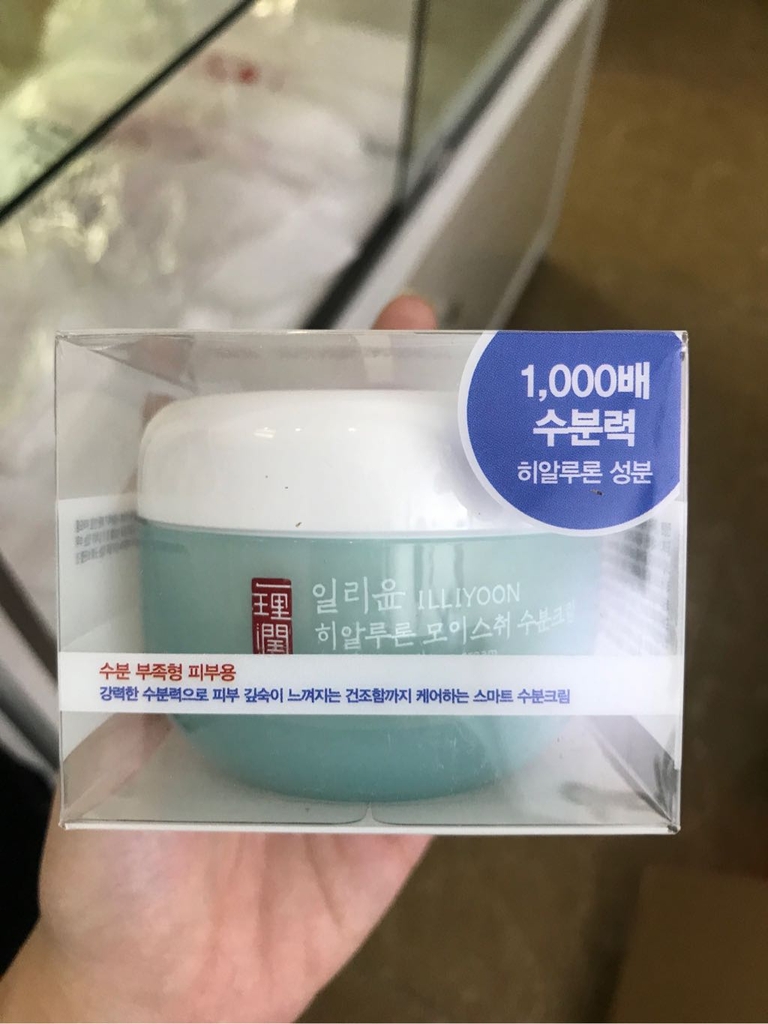 1,000배
수분력
히알루론 성분
理潤
일리윤 ILLIYOON
히알루론 모이스춰 수분크림
수분 부족형 피부용
강력한 수분력으로 피부 깊숙이 느껴지는 건조함까지 케어하는 스마트 수분크림